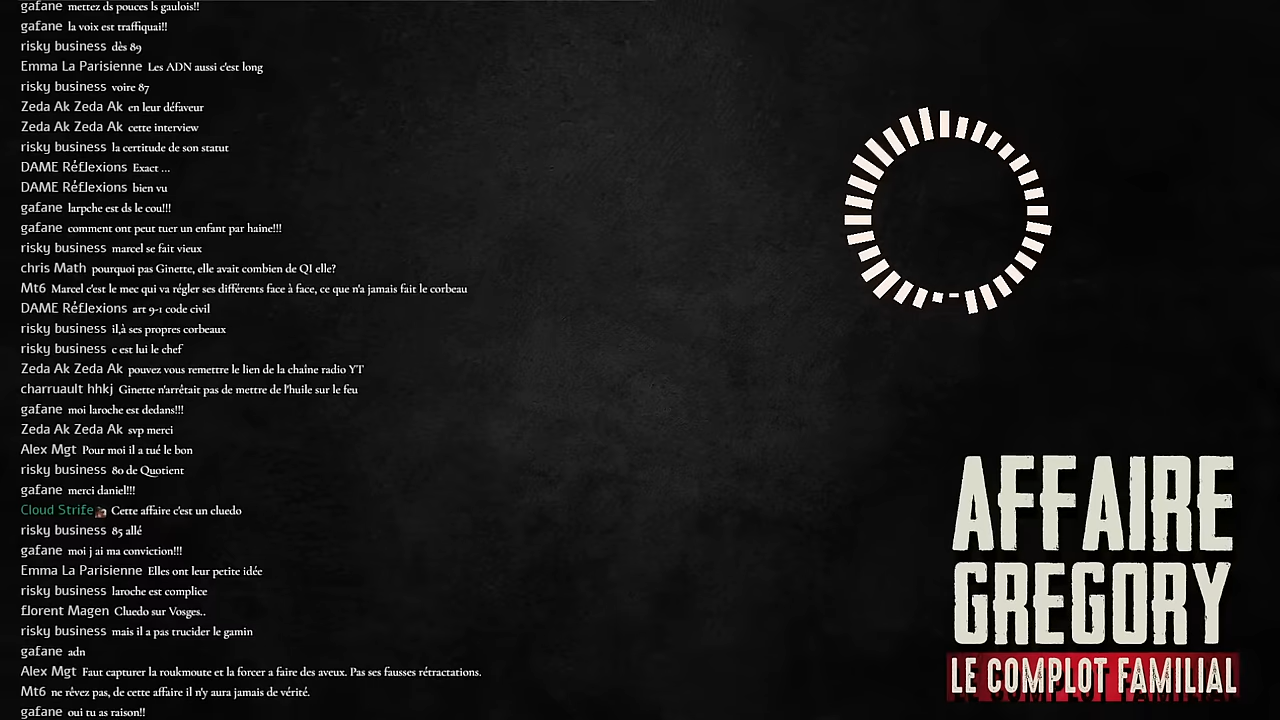 gafane mettez ds pouces ls gaulois!!
gafane la voix est traffiquai!!
risky business dès 89
Emma La Parisienne Les ADN aussi c'est long
risky business voire 87
Zeda Ak Zeda Ak en leur défaveur
Zeda Ak Zeda Ak cette interview
risky business la certitude de son statut
DAME Réflexions Exact ...
DAME Réflexions bien vu
gafane larpche est ds le cou!!!
gafane comment ont peut tuer un enfant par haine!!!
risky business marcel se fait vieux
chris Math pourquoi pas Ginette, elle avait combien de QI elle?
Mt6 Marcel c'est le mec qui va régler ses différents face à face, ce que n'a jamais fait le corbeau
DAME Réflexions art 9-1 code civil
risky business il,à ses propres corbeaux
risky business c est lui le chef
Zeda Ak Zeda Ak pouvez vous remettre le lien de la chaîne radio YT
charruault hhkj Ginette n'arrêtait pas de mettre de l'huile sur le feu
gafane moi laroche est dedans!!!
Zeda Ak Zeda Ak svp merci
Alex Mgt Pour moi il a tué le bon
risky business 80 de Quotient
gafane merci daniel!!!
Cloud Strife Cette affaire c'est un cluedo
risky business 85 allé
gafane moi j ai ma conviction!!!
Emma La Parisienne Elles ont leur petite idée
risky business laroche est complice
florent Magen Cluedo sur Vosges..
risky business mais il a pas trucider le gamin
gafane adn
Alex Mgt Faut capturer la roukmoute et la forcer a faire des aveux. Pas ses fausses rétractations.
Mt6 ne rêvez pas, de cette affaire il n'y aura jamais de vérité.
gafane oui tu as raison!!
AFFAIRE
GREGORY
LE COMPLOT FAMILIAL